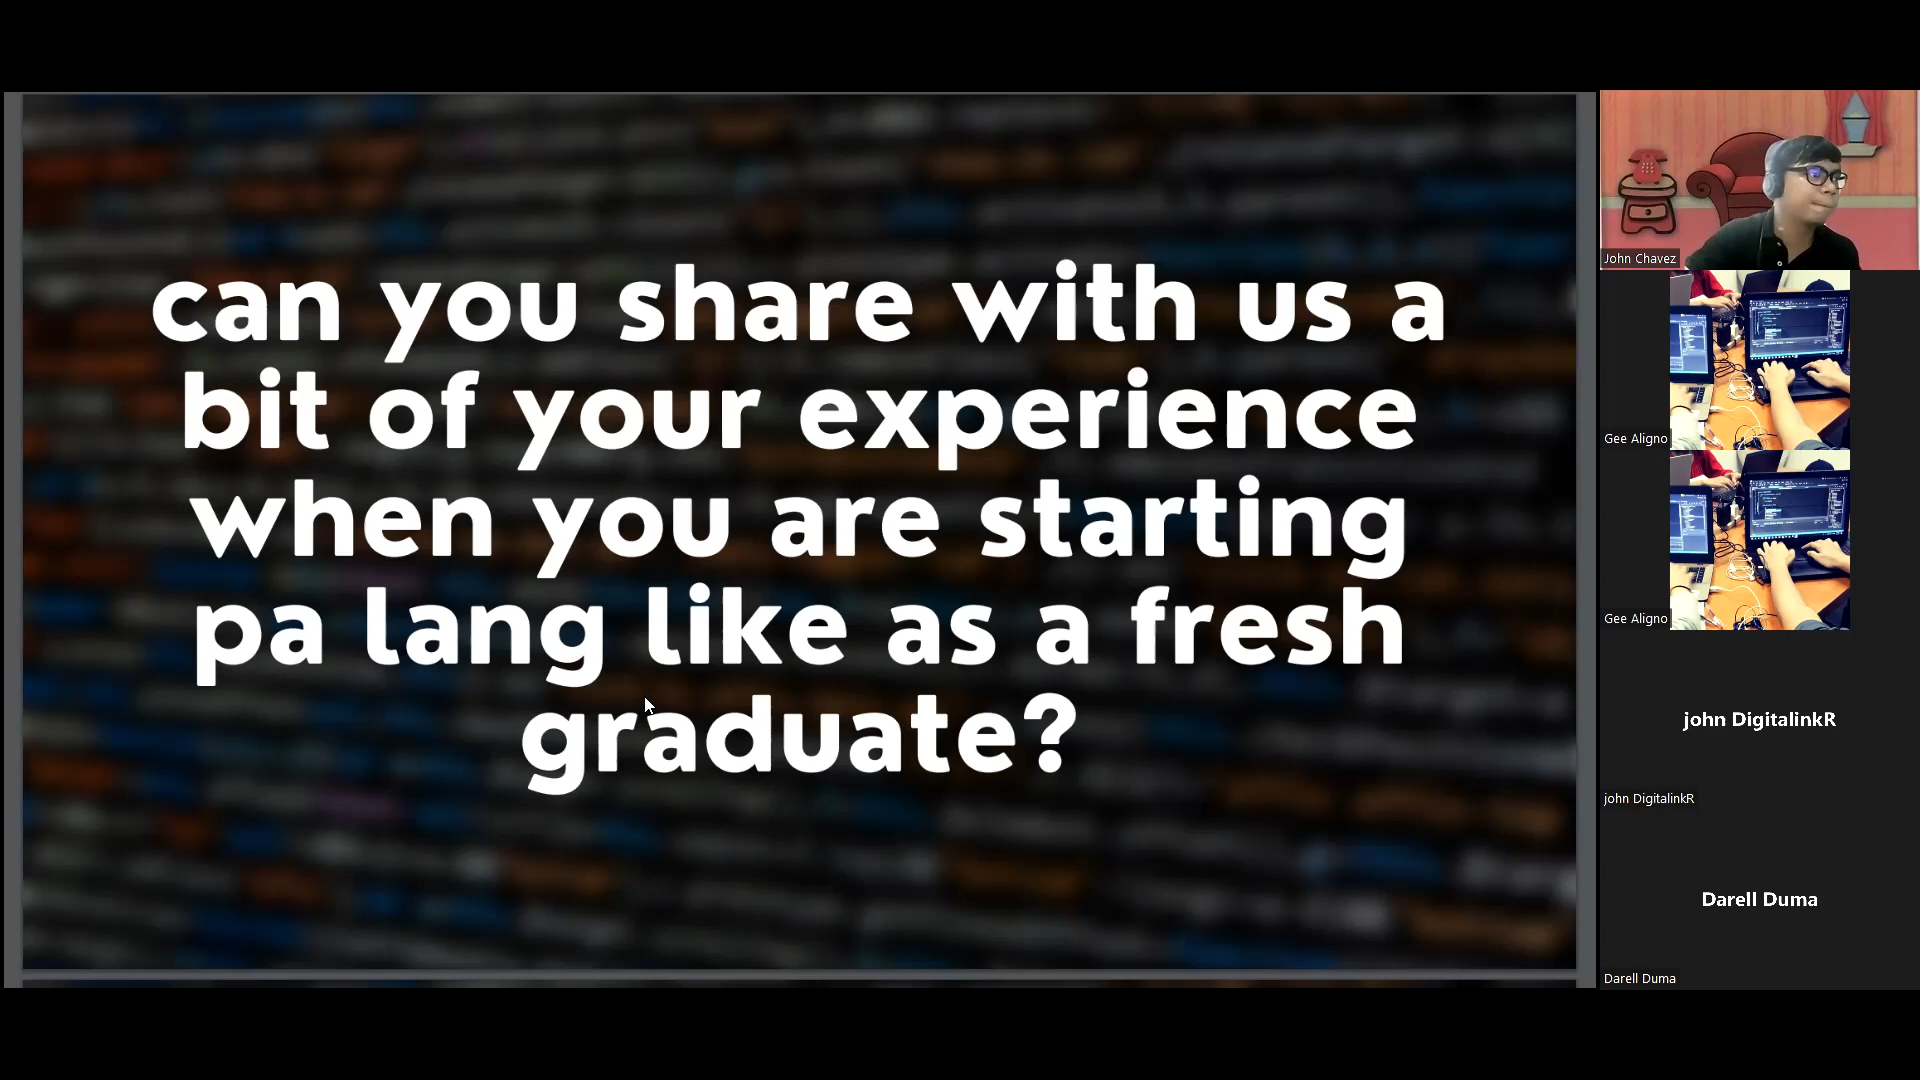 can you share with us a
bit of your experience
when you are starting
pa lang like as a fresh
graduate?
John Chavez
Gee Aligno
Gee Aligno
john DigitalinkR
john DigitalinkR
Darell Duma
Darell Duma